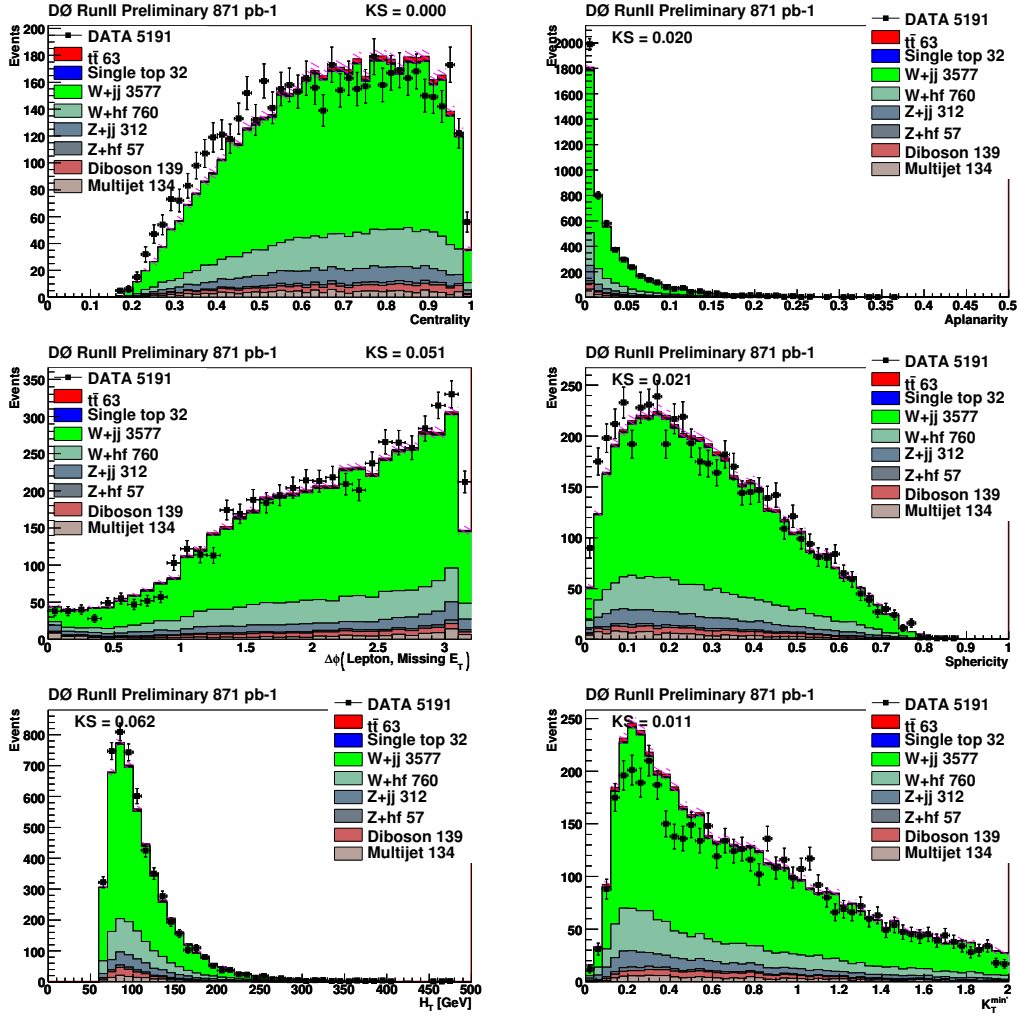 DØ RunII Preliminary 871 pb-1
KS = 0.000
Events
DATA 5191
tt̄ 63
Single top 32
W+jj 3577
W+hf 760
Z+jj 312
Z+hf 57
Diboson 139
Multijet 134
0 20 40 60 80 100 120 140 160 180 200
0 0.1 0.2 0.3 0.4 0.5 0.6 0.7 0.8 0.9 1
Centrality
DØ RunII Preliminary 871 pb-1
KS = 0.020
Events
DATA 5191
tt̄ 63
Single top 32
W+jj 3577
W+hf 760
Z+jj 312
Z+hf 57
Diboson 139
Multijet 134
0 200 400 600 800 1000 1200 1400 1600 1800 2000
0 0.05 0.1 0.15 0.2 0.25 0.3 0.35 0.4 0.45 0.5
Aplanarity
DØ RunII Preliminary 871 pb-1
KS = 0.051
Events
DATA 5191
tt̄ 63
Single top 32
W+jj 3577
W+hf 760
Z+jj 312
Z+hf 57
Diboson 139
Multijet 134
0 50 100 150 200 250 300 350
0 0.5 1 1.5 2 2.5 3
Δϕ(Lepton, Missing E_T)
DØ RunII Preliminary 871 pb-1
KS = 0.021
Events
DATA 5191
tt̄ 63
Single top 32
W+jj 3577
W+hf 760
Z+jj 312
Z+hf 57
Diboson 139
Multijet 134
0 50 100 150 200 250
0 0.1 0.2 0.3 0.4 0.5 0.6 0.7 0.8 0.9 1
Sphericity
DØ RunII Preliminary 871 pb-1
KS = 0.062
Events
DATA 5191
tt̄ 63
Single top 32
W+jj 3577
W+hf 760
Z+jj 312
Z+hf 57
Diboson 139
Multijet 134
0 100 200 300 400 500 600 700 800
0 50 100 150 200 250 300 350 400 450 500
H_T [GeV]
DØ RunII Preliminary 871 pb-1
KS = 0.011
Events
DATA 5191
tt̄ 63
Single top 32
W+jj 3577
W+hf 760
Z+jj 312
Z+hf 57
Diboson 139
Multijet 134
0 50 100 150 200 250
0 0.2 0.4 0.6 0.8 1 1.2 1.4 1.6 1.8 2
K_T^min'